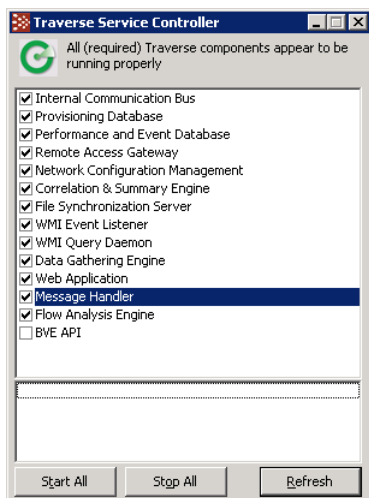 Traverse Service Controller
All (required) Traverse components appear to be
running properly
Internal Communication Bus
Provisioning Database
Performance and Event Database
Remote Access Gateway
Network Configuration Management
Correlation & Summary Engine
File Synchronization Server
WMI Event Listener
WMI Query Daemon
Data Gathering Engine
Web Application
Message Handler
Flow Analysis Engine
BVE API
Start All Stop All Refresh